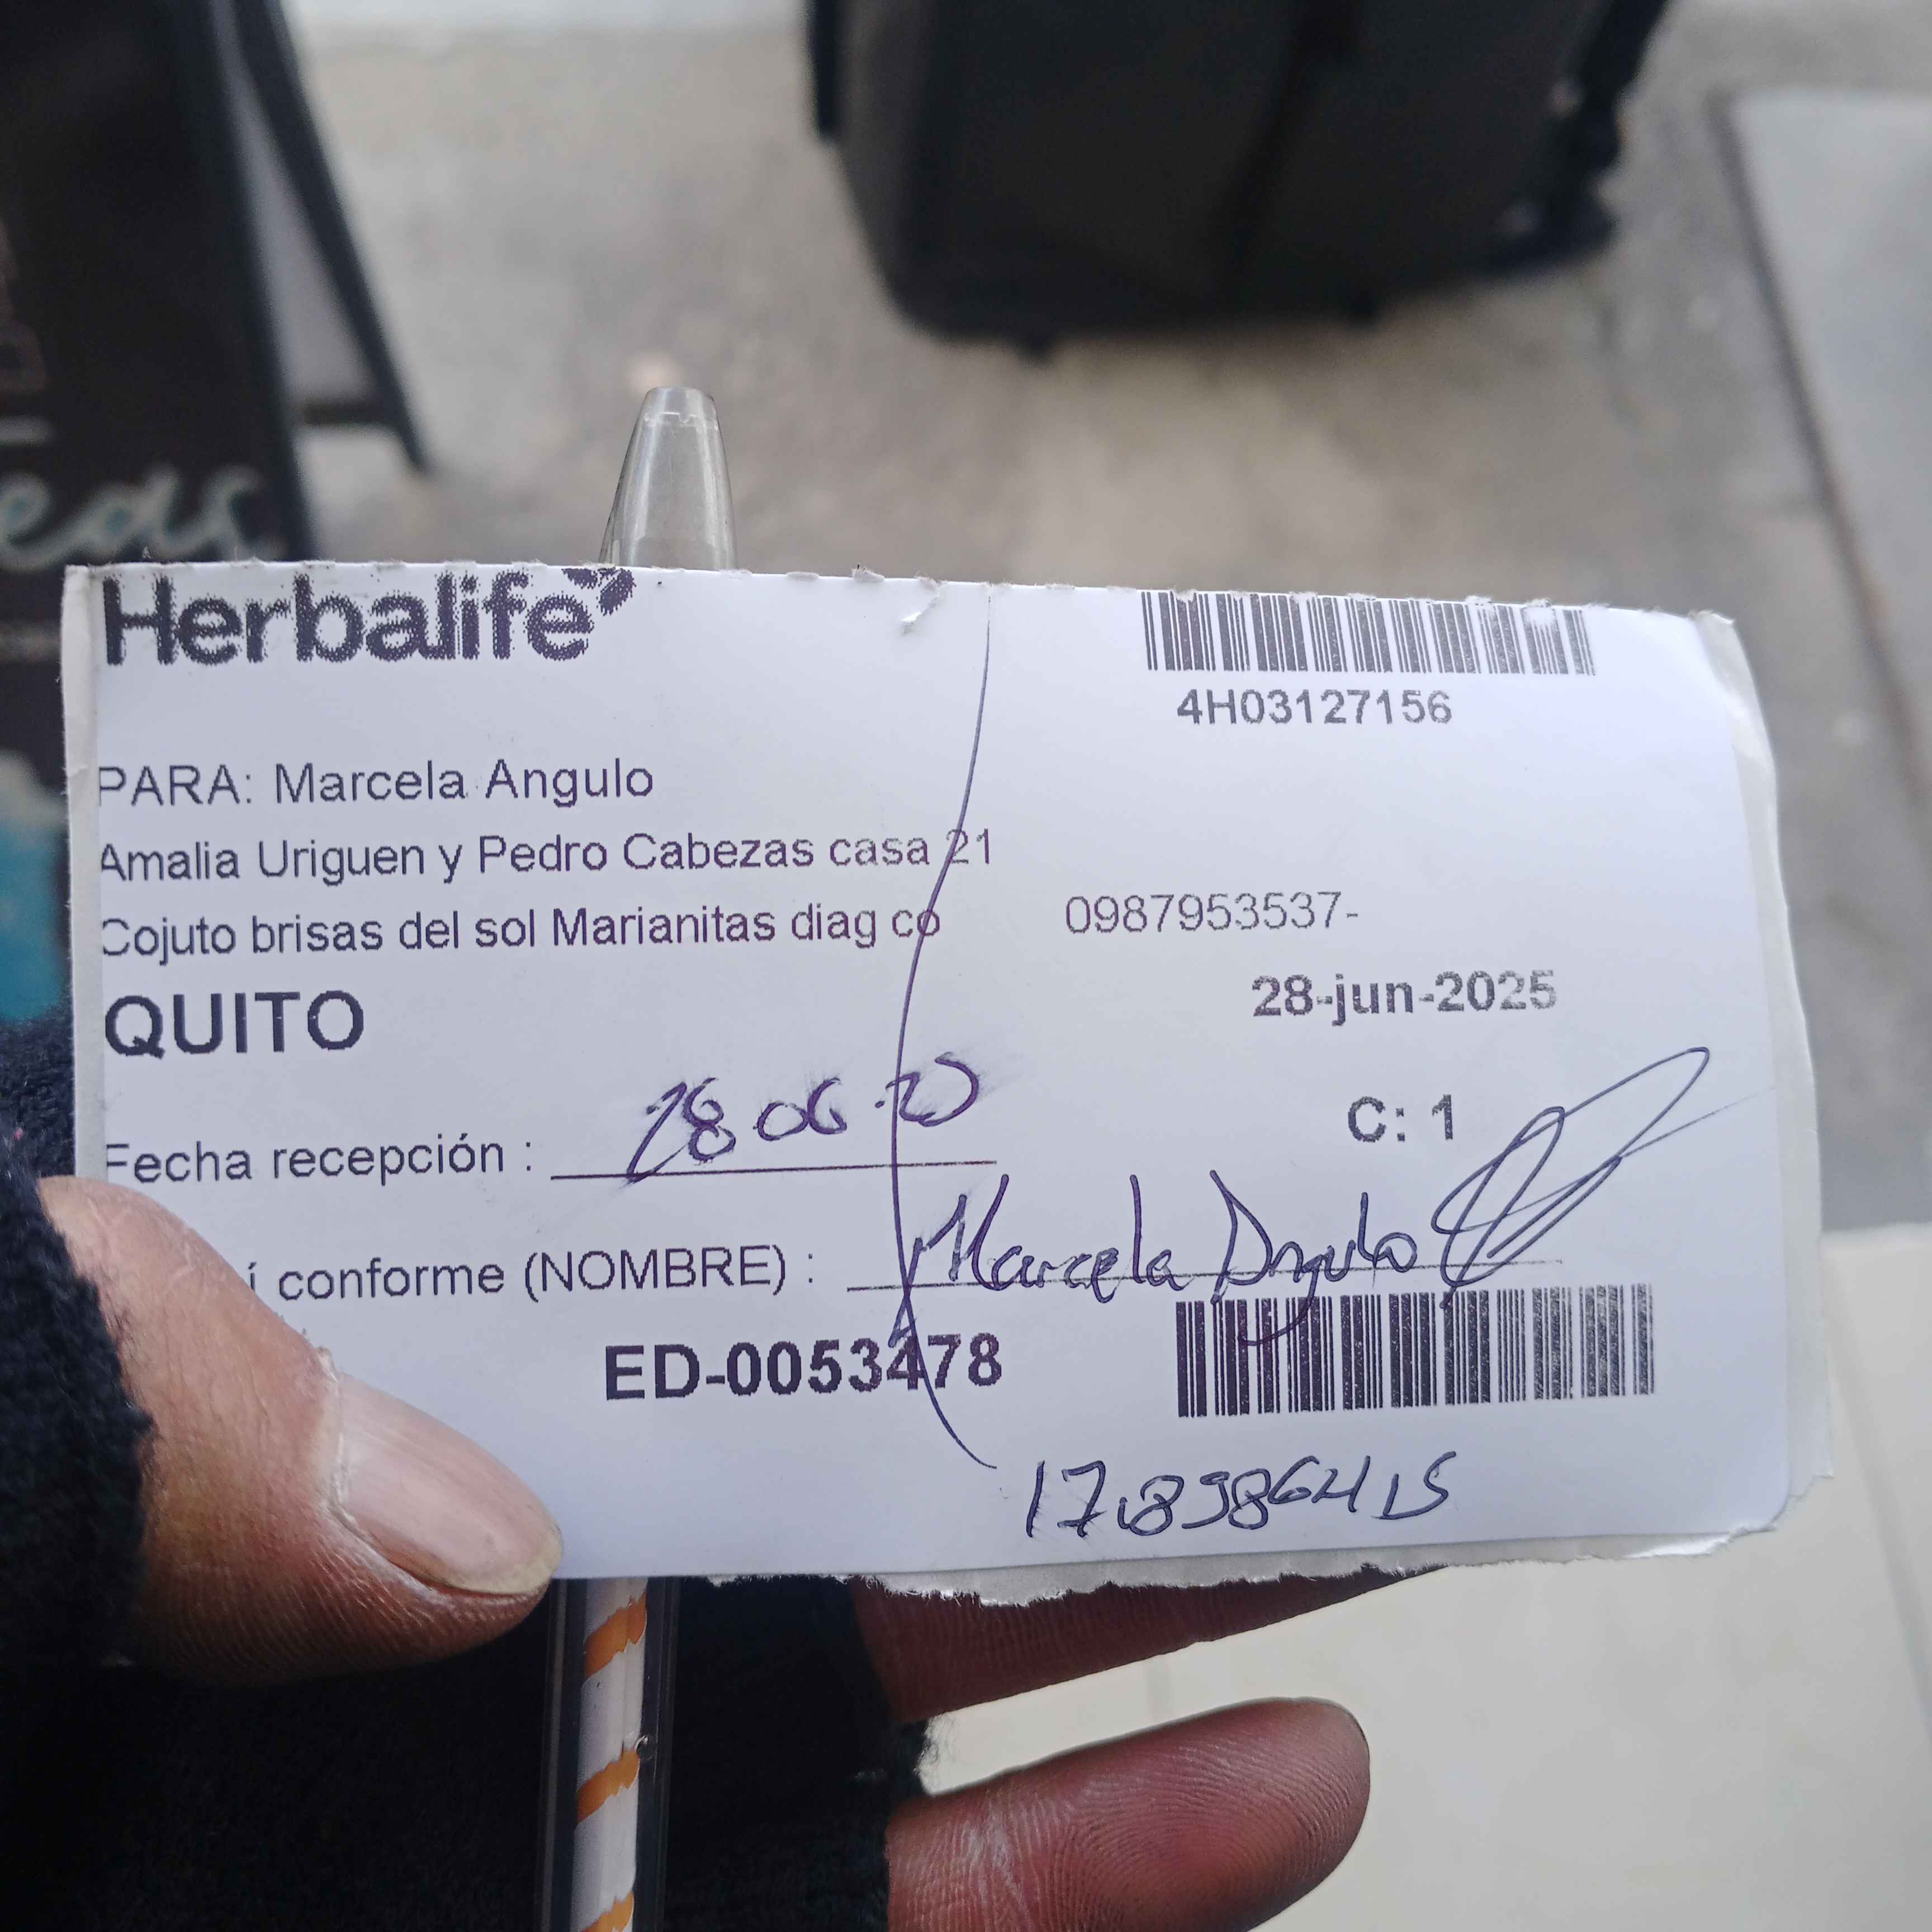 Herbalife
4H03127156
PARA: Marcela Angulo
Amalia Uriguen y Pedro Cabezas casa 21
Cojuto brisas del sol Marianitas diag co
0987953537-
QUITO
28-jun-2025
Fecha recepción : 28 06
C: 1
í conforme (NOMBRE) : Marcela Angulo
ED-0053478